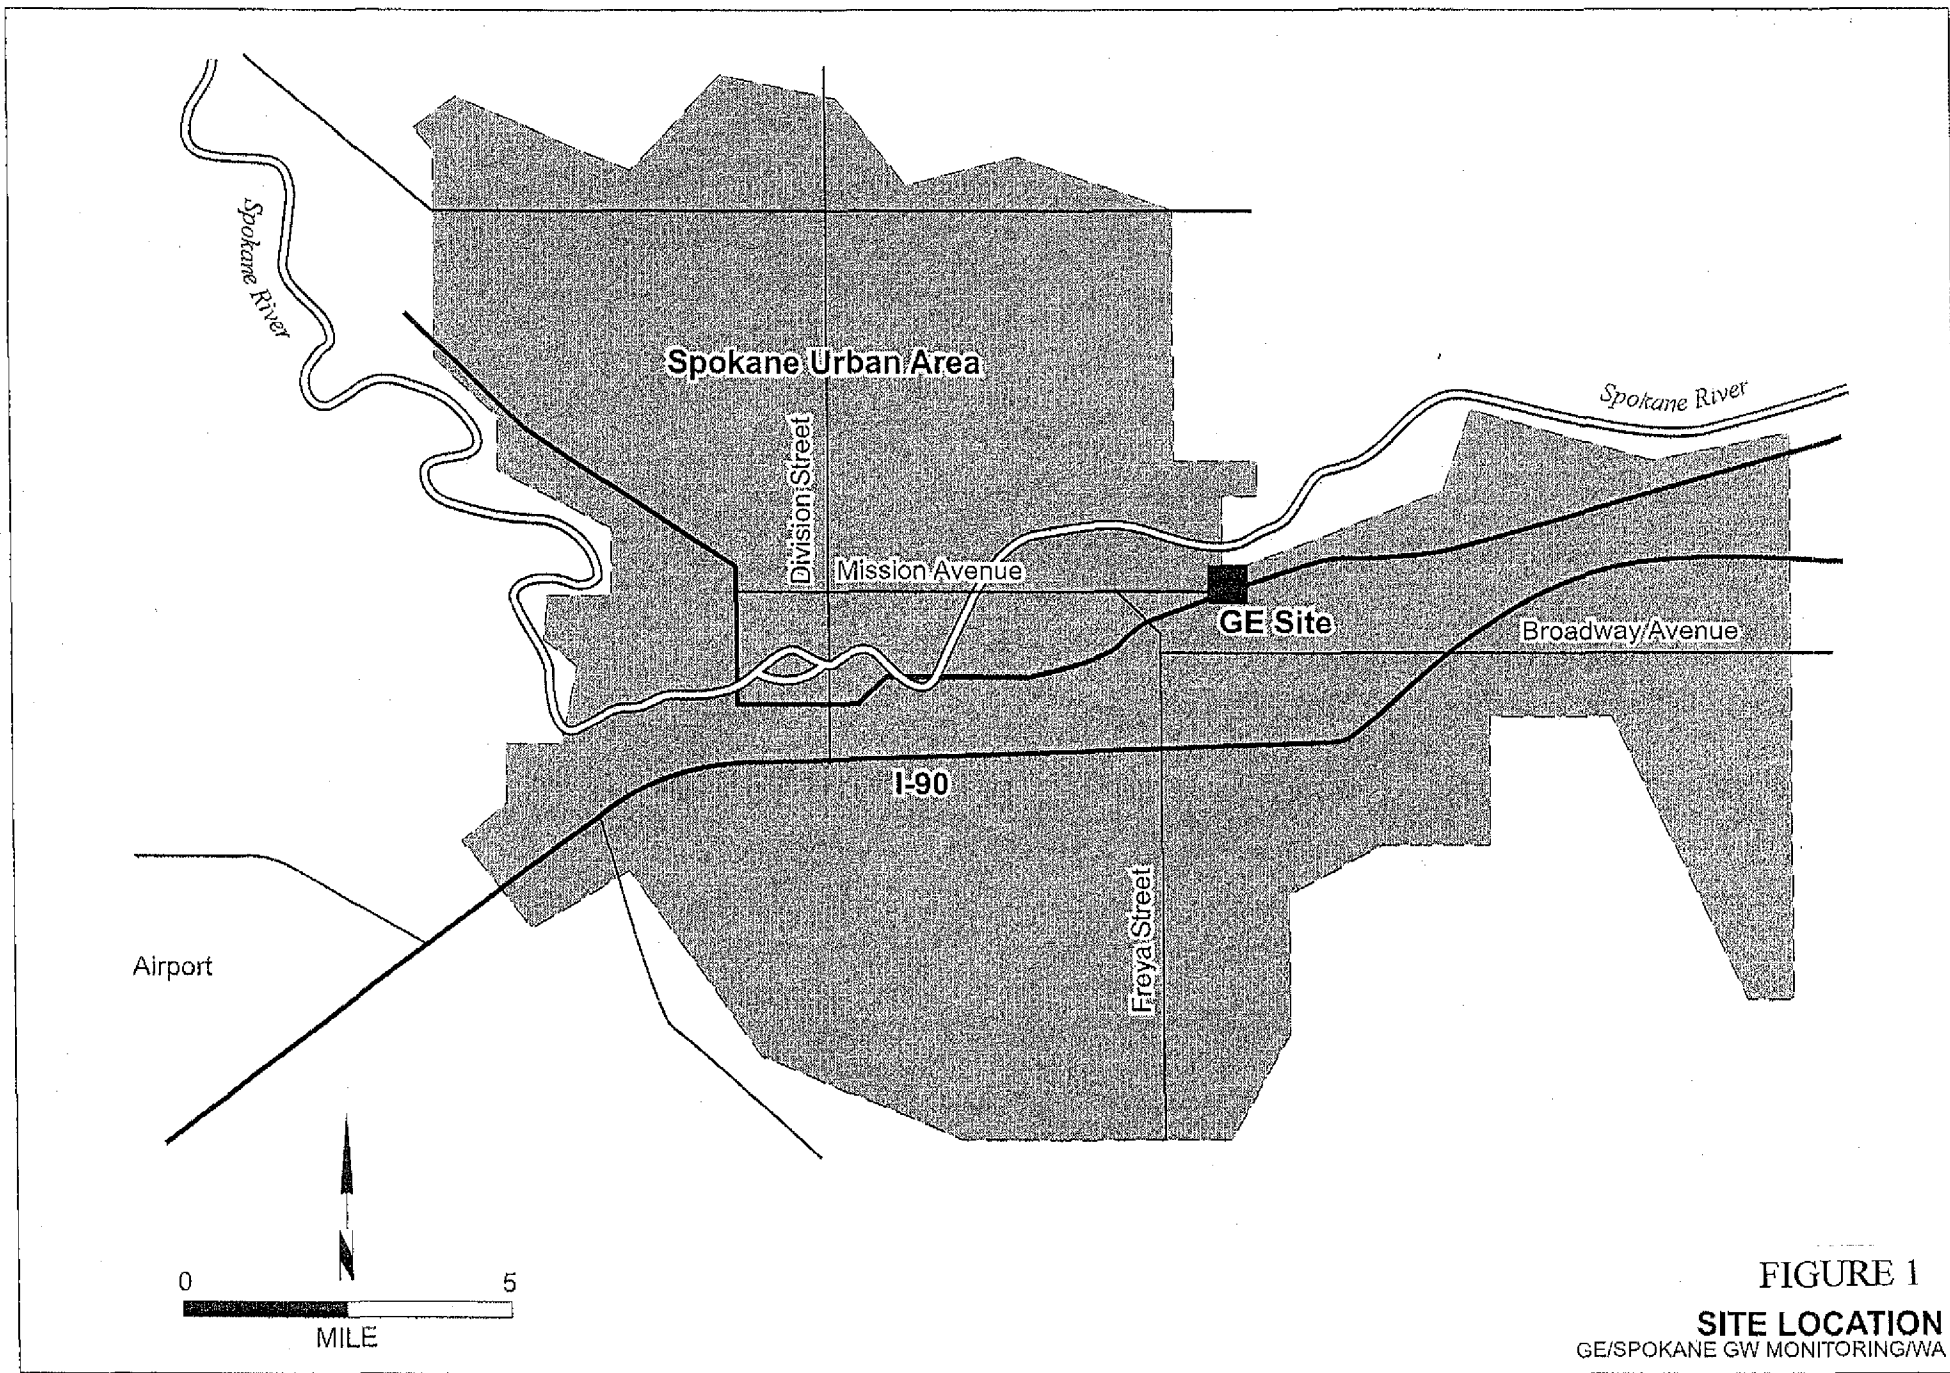 Spokane River
Spokane Urban Area
Spokane River
Division Street
Mission Avenue
GE Site
Broadway Avenue
I-90
Freya Street
Airport
N
0 5
MILE
FIGURE 1
SITE LOCATION
GE/SPOKANE GW MONITORING/WA